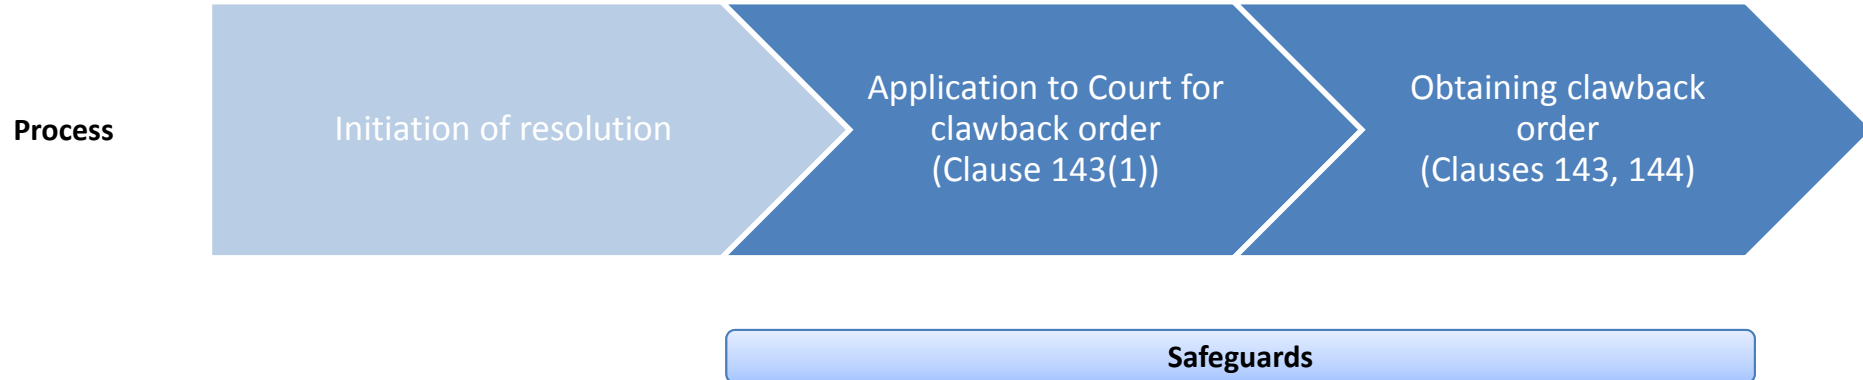 Process
Initiation of resolution
Application to Court for
clawback order
(Clause 143(1))
Obtaining clawback
order
(Clauses 143, 144)
Safeguards